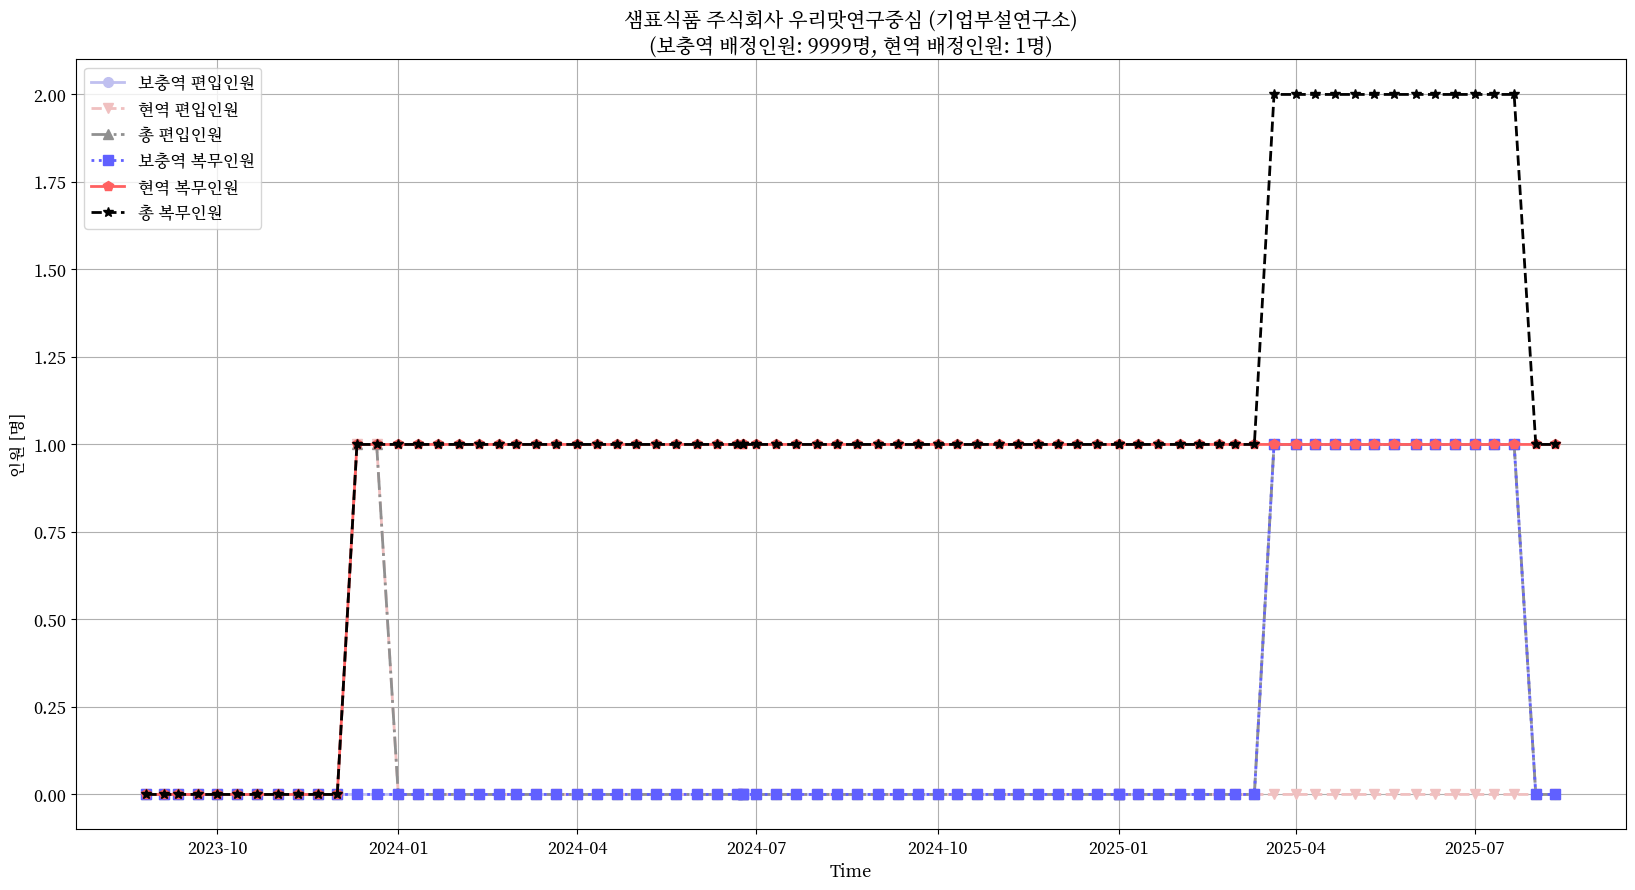 샘표식품 주식회사 우리맛연구중심 (기업부설연구소)
(보충역 배정인원: 9999명, 현역 배정인원: 1명)
보충역 편입인원
현역 편입인원
총 편입인원
보충역 복무인원
현역 복무인원
총 복무인원
인원 [명]
2.00
1.75
1.50
1.25
1.00
0.75
0.50
0.25
0.00
2023-10
2024-01
2024-04
2024-07
2024-10
2025-01
2025-04
2025-07
Time